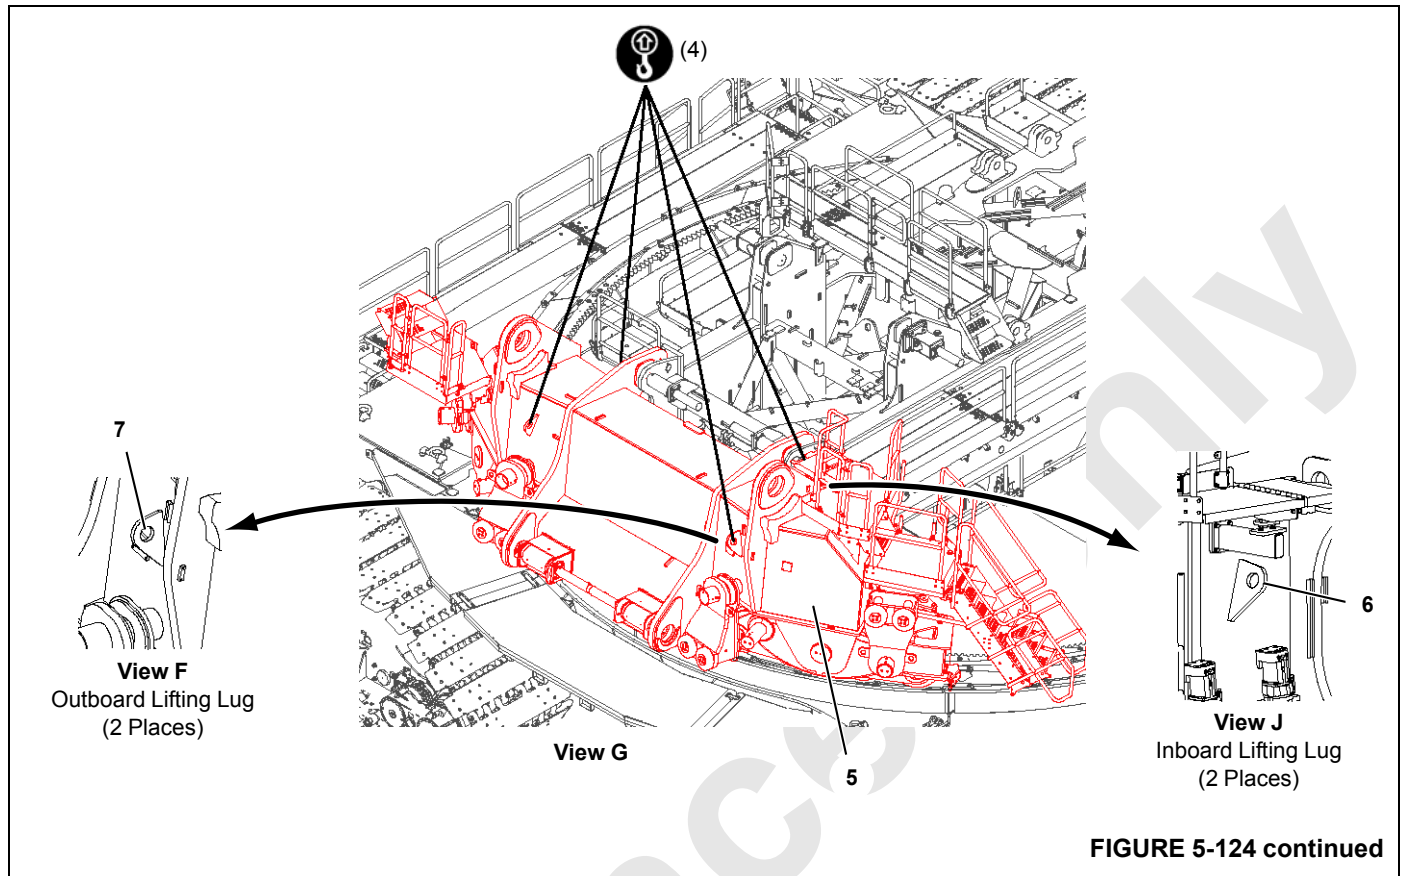 (4)
7
View F
Outboard Lifting Lug
(2 Places)
View G
5
6
View J
Inboard Lifting Lug
(2 Places)
FIGURE 5-124 continued